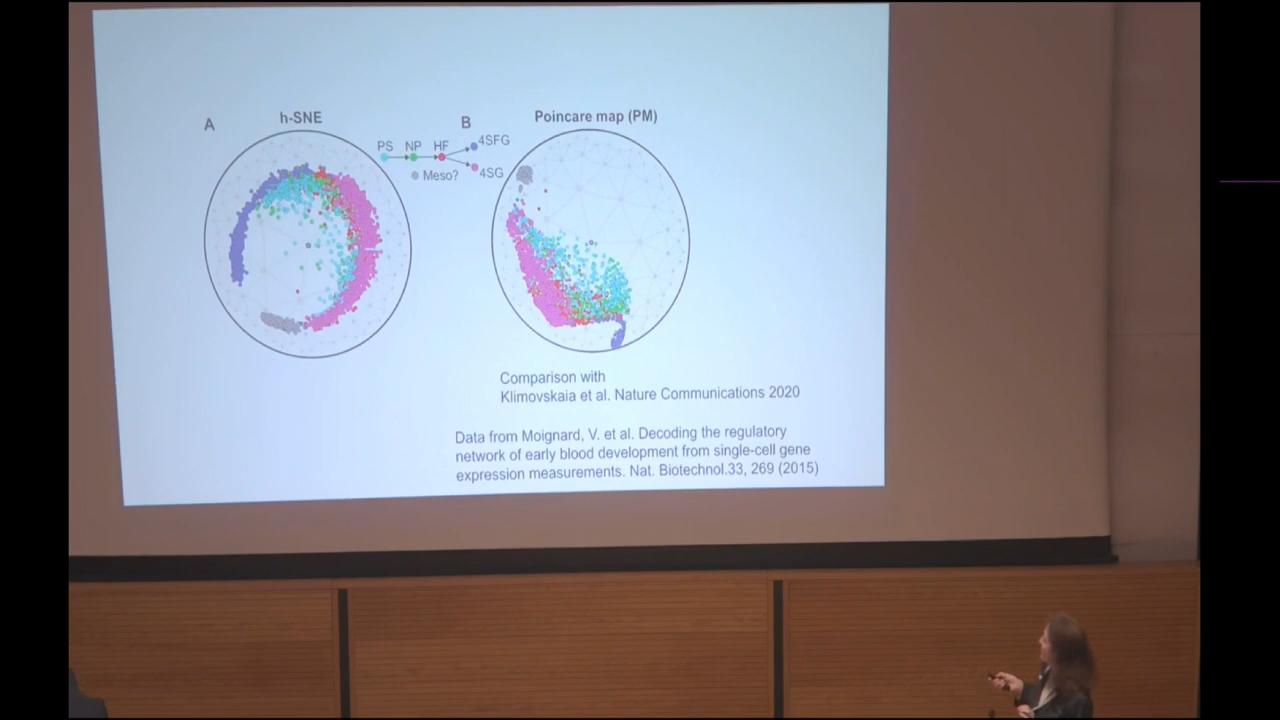 A
h-SNE
PS NP HF
4SFG
4SG
Meso?
B
Poincare map (PM)
Comparison with
Klimovskaia et al. Nature Communications 2020
Data from Moignard, V. et al. Decoding the regulatory
network of early blood development from single-cell gene
expression measurements. Nat. Biotechnol.33, 269 (2015)